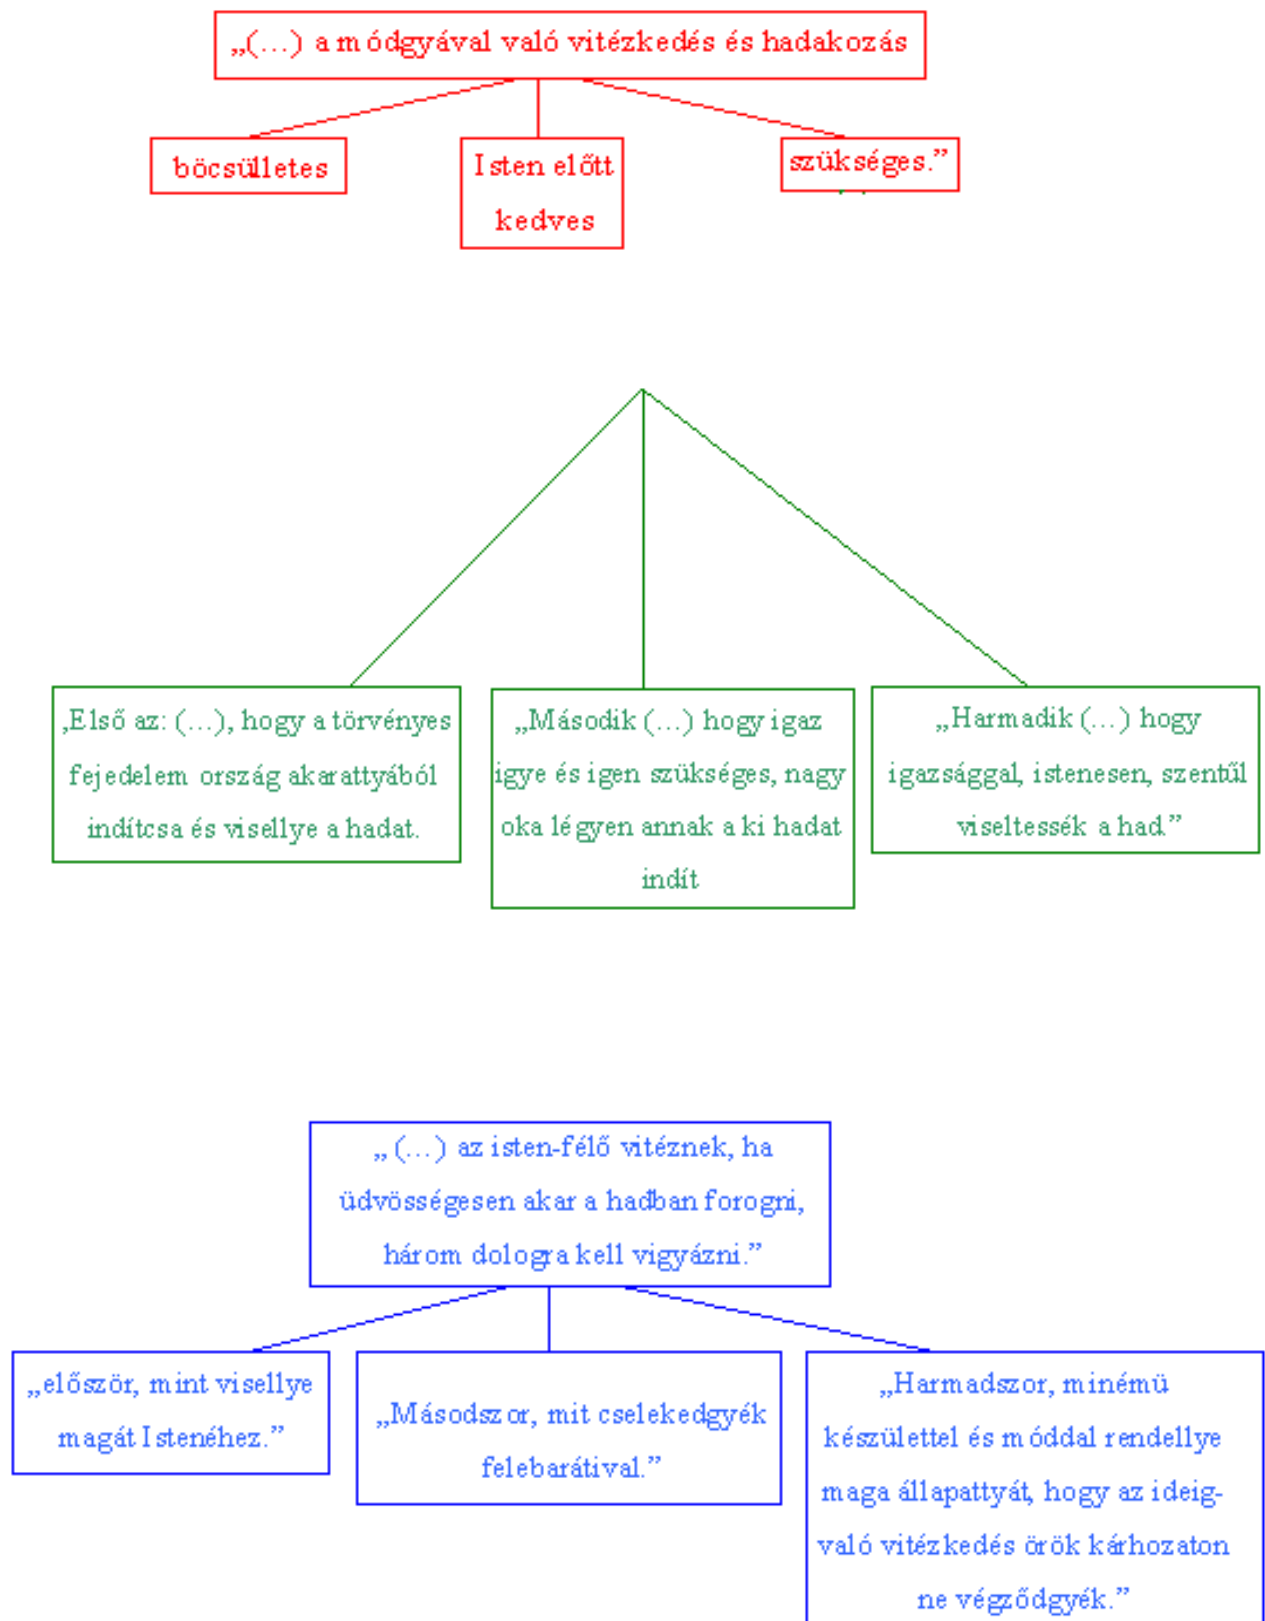 „(…) a módgyával való vitézkedés és hadakozás
böcsülletes
Isten előtt
kedves
szükséges.”
„Első az: (…), hogy a törvényes
fejedelem ország akarattyából
indítcsa és visellye a hadat.
„Második (…) hogy igaz
igye és igen szükséges, nagy
oka légyen annak a ki hadat
indít
„Harmadik (…) hogy
igazsággal, istenesen, szentűl
viseltessék a had.”
„ (…) az isten-félő vitéznek, ha
üdvösségesen akar a hadban forogni,
három dologra kell vigyázni.”
„először, mint visellye
magát Istenéhez.”
„Másodszor, mit cselekedgyék
felebarátival.”
„Harmadszor, minémü
készülettel és móddal rendellye
maga állapattyát, hogy az ideig-
való vitézkedés örök kárhozaton
ne végződgyék.”